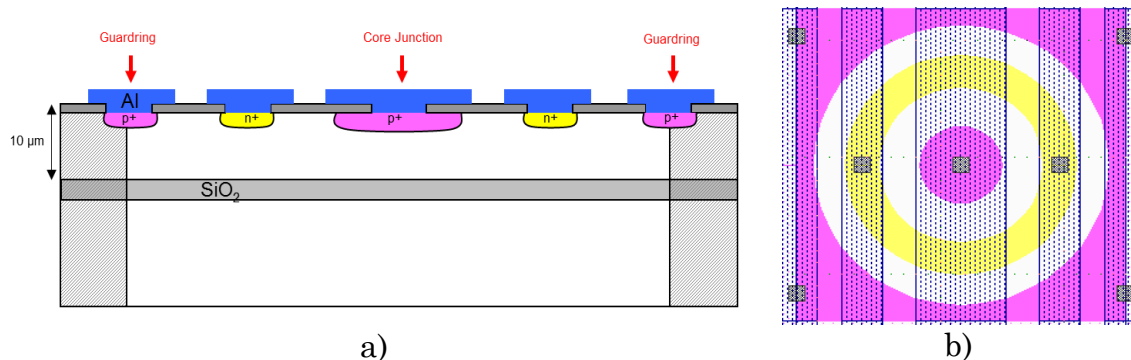 Guardring
Core Junction
Guardring
Al
p+
n+
p+
n+
p+
10 µm
SiO2
a)
b)